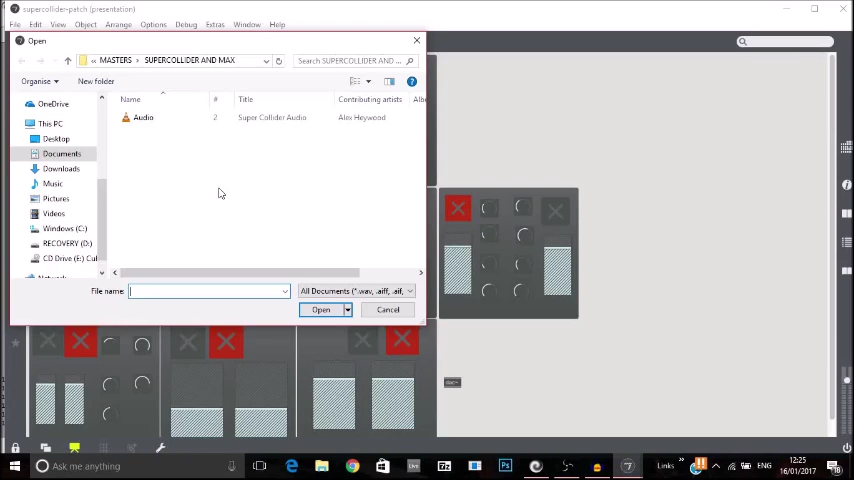 supercollider-patch (presentation)
File Edit View Object Arrange Options Debug Extras Window Help
Open
« MASTERS > SUPERCOLLIDER AND MAX
Search SUPERCOLLIDER AND ...
Organise New folder
Name # Title Contributing artists
OneDrive
This PC
Desktop
Documents
Downloads
Music
Pictures
Videos
Windows (C:)
RECOVERY (D:)
Audio 2 Super Collider Audio Alex Heywood
File name:
All Documents (*.wav, .aiff, .aif,
Open Cancel
Ask me anything
Live
Ps
Links »
ENG
12:25
16/01/2017